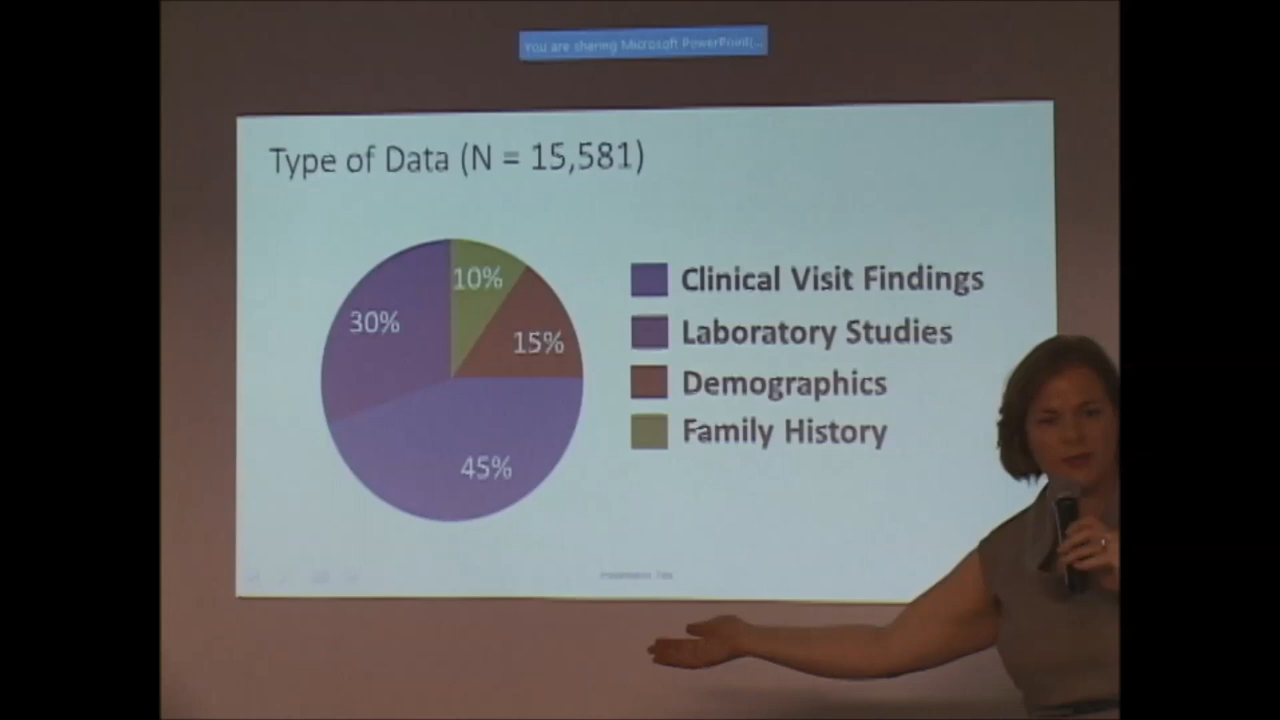 You are sharing Microsoft PowerPoint(...
Type of Data (N = 15,581)
10%
30%
15%
45%
Clinical Visit Findings
Laboratory Studies
Demographics
Family History